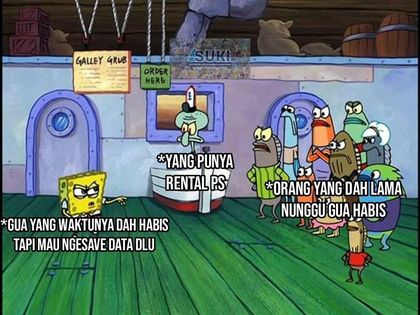 GALLEY GRUB
ORDER
HERE
SUKI
*YANG PUNYA
RENTAL PS
*ORANG YANG DAH LAMA
NUNGGU GUA HABIS
*GUA YANG WAKTUNYA DAH HABIS
TAPI MAU NGESAVE DATA DLU